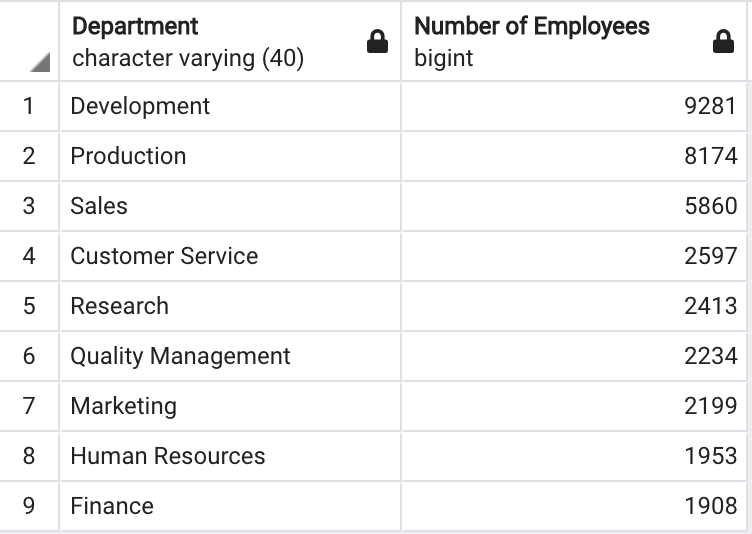 Department Number of Employees
character varying (40) bigint
1 Development 9281
2 Production 8174
3 Sales 5860
4 Customer Service 2597
5 Research 2413
6 Quality Management 2234
7 Marketing 2199
8 Human Resources 1953
9 Finance 1908